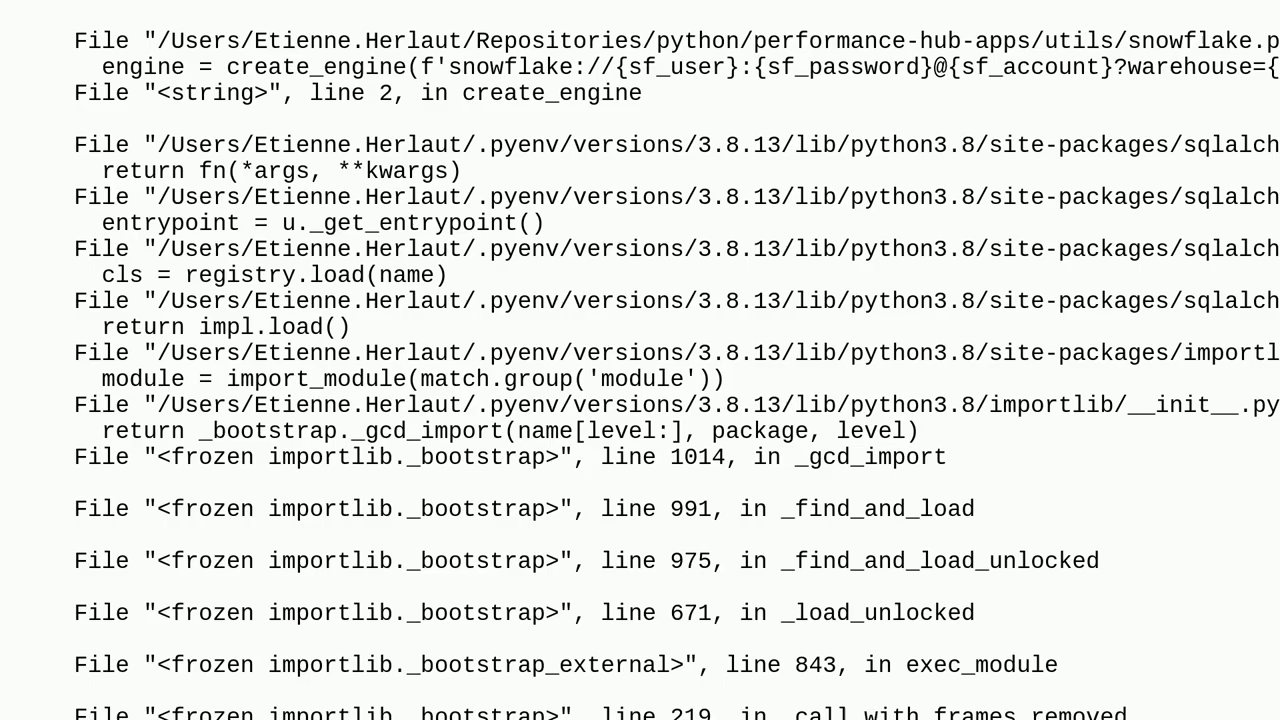 File "/Users/Etienne.Herlaut/Repositories/python/performance-hub-apps/utils/snowflake.p
engine = create_engine(f'snowflake://{sf_user}:{sf_password}@{sf_account}?warehouse={
File "<string>", line 2, in create_engine
File "/Users/Etienne.Herlaut/.pyenv/versions/3.8.13/lib/python3.8/site-packages/sqlalch
return fn(*args, **kwargs)
File "/Users/Etienne.Herlaut/.pyenv/versions/3.8.13/lib/python3.8/site-packages/sqlalch
entrypoint = u._get_entrypoint()
File "/Users/Etienne.Herlaut/.pyenv/versions/3.8.13/lib/python3.8/site-packages/sqlalch
cls = registry.load(name)
File "/Users/Etienne.Herlaut/.pyenv/versions/3.8.13/lib/python3.8/site-packages/sqlalch
return impl.load()
File "/Users/Etienne.Herlaut/.pyenv/versions/3.8.13/lib/python3.8/site-packages/importl
module = import_module(match.group('module'))
File "/Users/Etienne.Herlaut/.pyenv/versions/3.8.13/lib/python3.8/importlib/__init__.py
return _bootstrap._gcd_import(name[level:], package, level)
File "<frozen importlib._bootstrap>", line 1014, in _gcd_import
File "<frozen importlib._bootstrap>", line 991, in _find_and_load
File "<frozen importlib._bootstrap>", line 975, in _find_and_load_unlocked
File "<frozen importlib._bootstrap>", line 671, in _load_unlocked
File "<frozen importlib._bootstrap_external>", line 843, in exec_module
File "<frozen importlib._bootstrap>", line 219, in _call_with_frames_removed